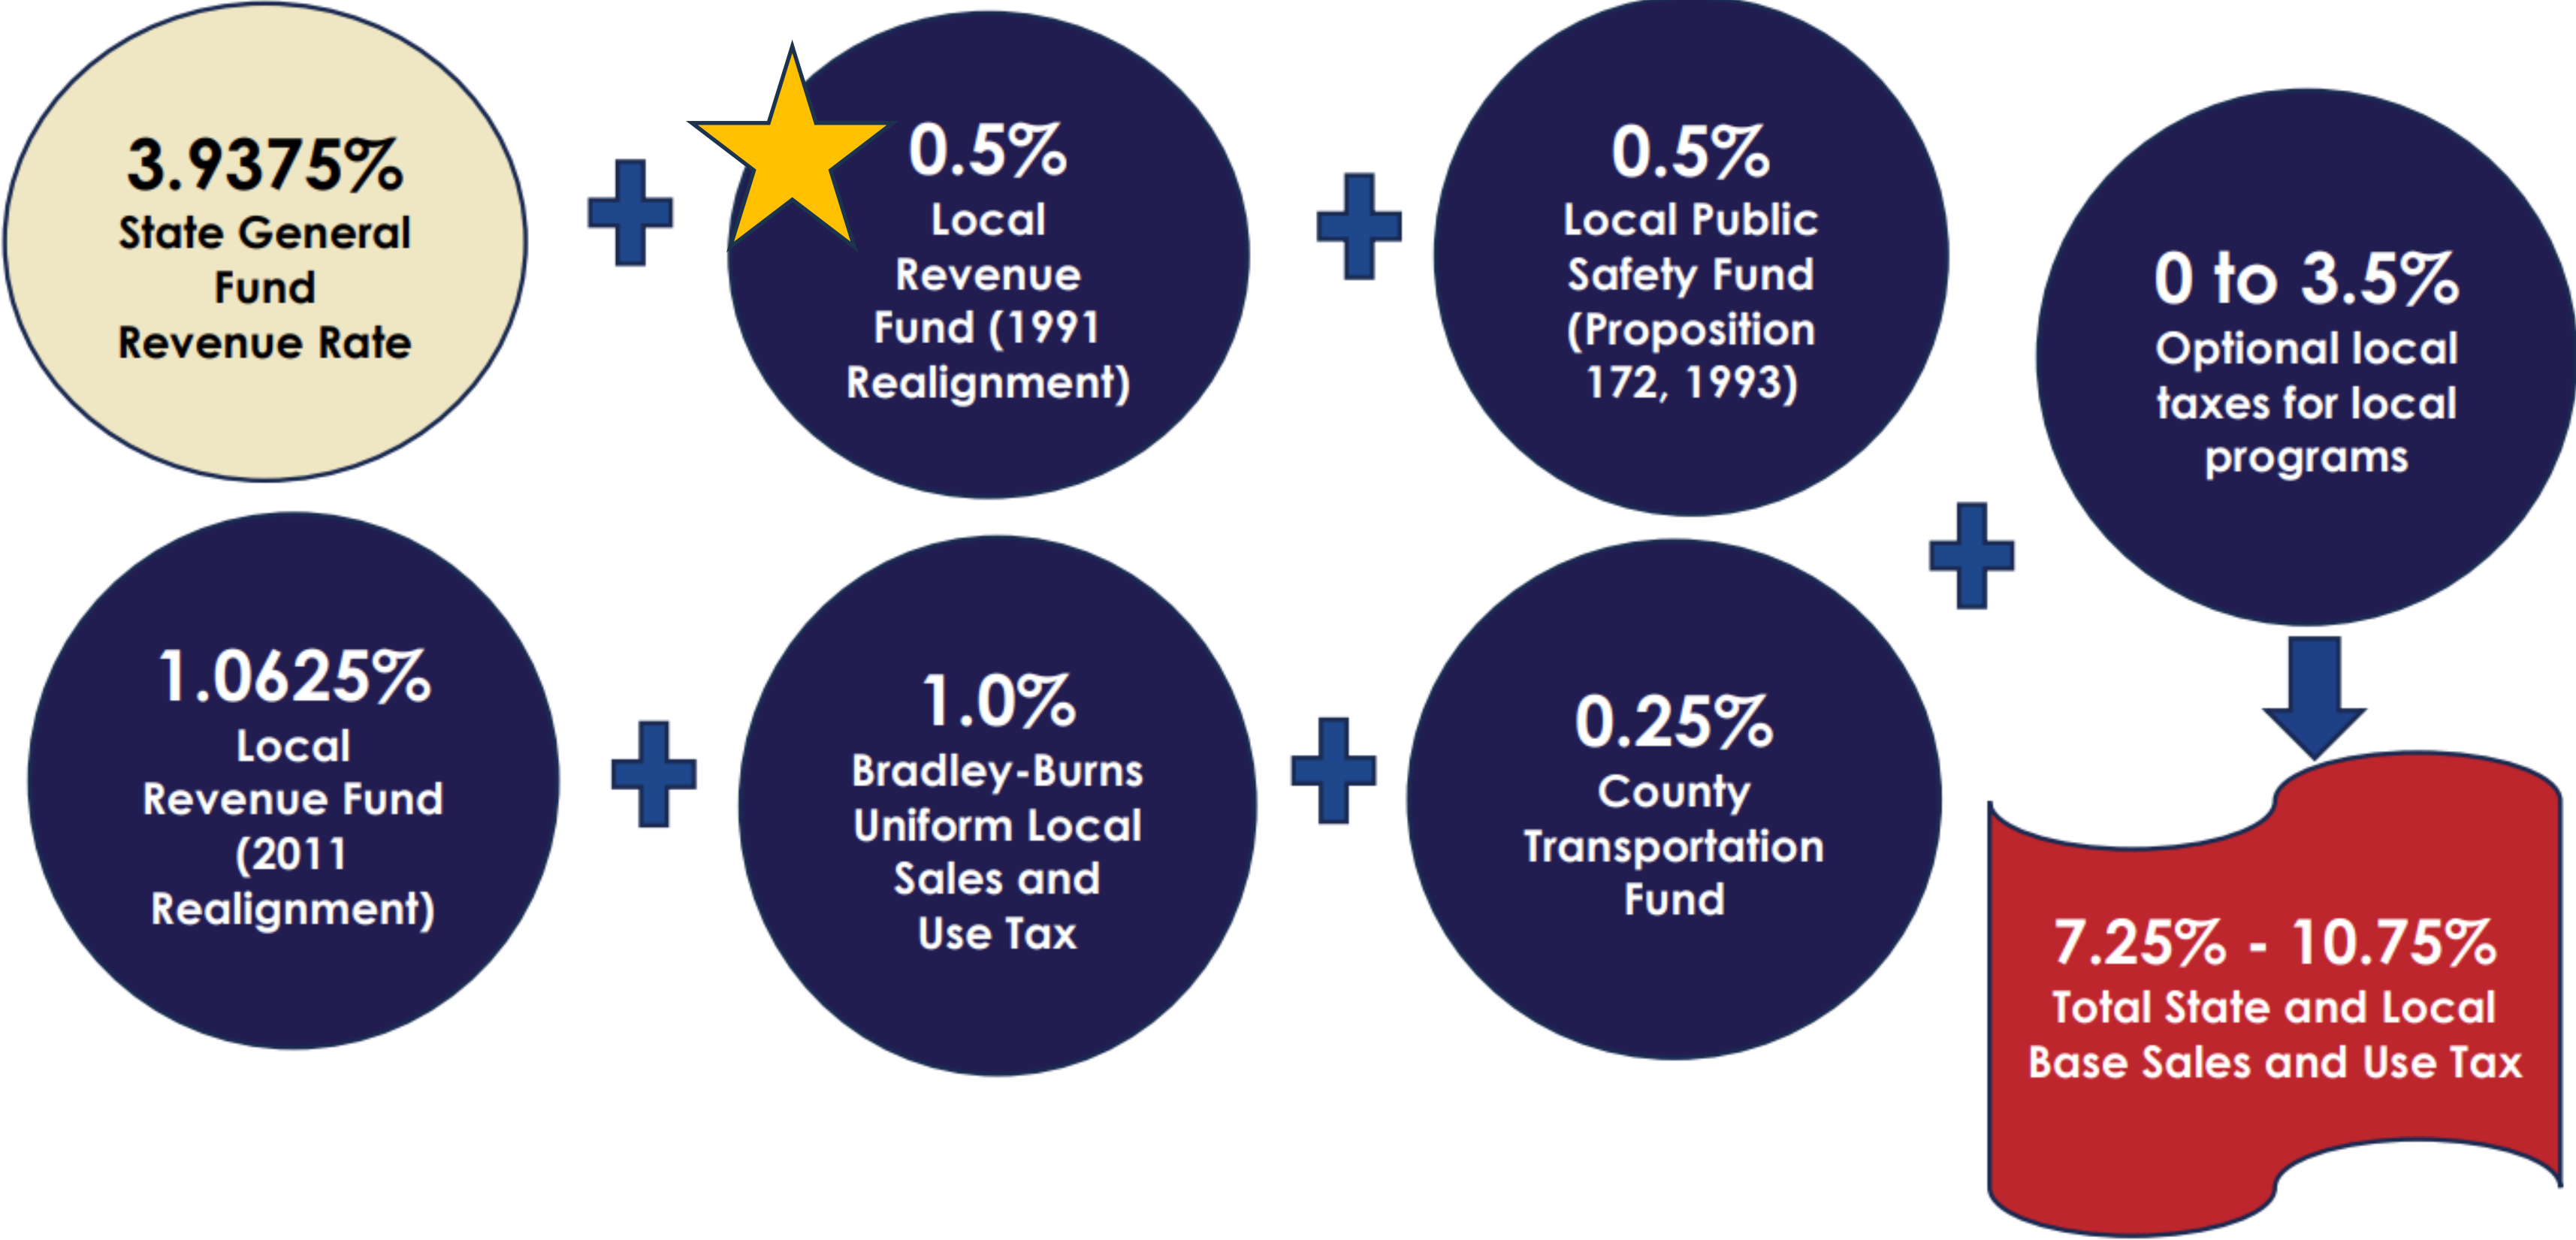 3.9375%
State General
Fund
Revenue Rate
0.5%
Local
Revenue
Fund (1991
Realignment)
0.5%
Local Public
Safety Fund
(Proposition
172, 1993)
0 to 3.5%
Optional local
taxes for local
programs
1.0625%
Local
Revenue Fund
(2011
Realignment)
1.0%
Bradley-Burns
Uniform Local
Sales and
Use Tax
0.25%
County
Transportation
Fund
7.25% - 10.75%
Total State and Local
Base Sales and Use Tax